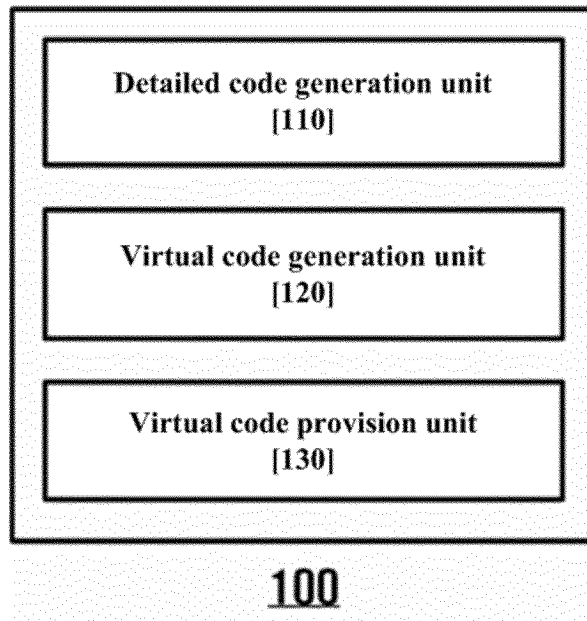 Detailed code generation unit
[110]
Virtual code generation unit
[120]
Virtual code provision unit
[130]
100